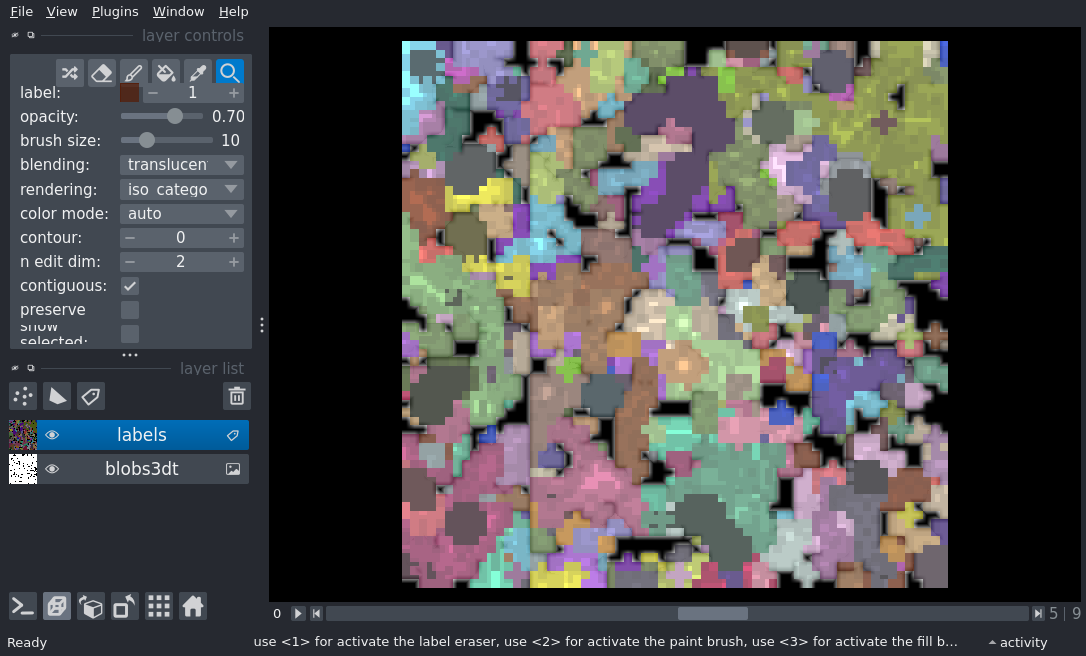 File View Plugins Window Help
layer controls
label: 1
opacity: 0.70
brush size: 10
blending: translucen
rendering: iso_catego
color mode: auto
contour: 0
n edit dim: 2
contiguous:
preserve
show
selected:
layer list
labels
blobs3dt
0 5 | 9
Ready use <1> for activate the label eraser, use <2> for activate the paint brush, use <3> for activate the fill b... activity